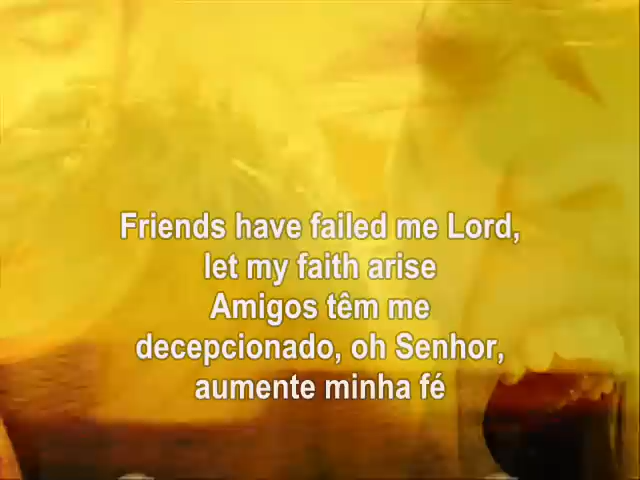 Friends have failed me Lord,
let my faith arise
Amigos têm me
decepcionado, oh Senhor,
aumente minha fé